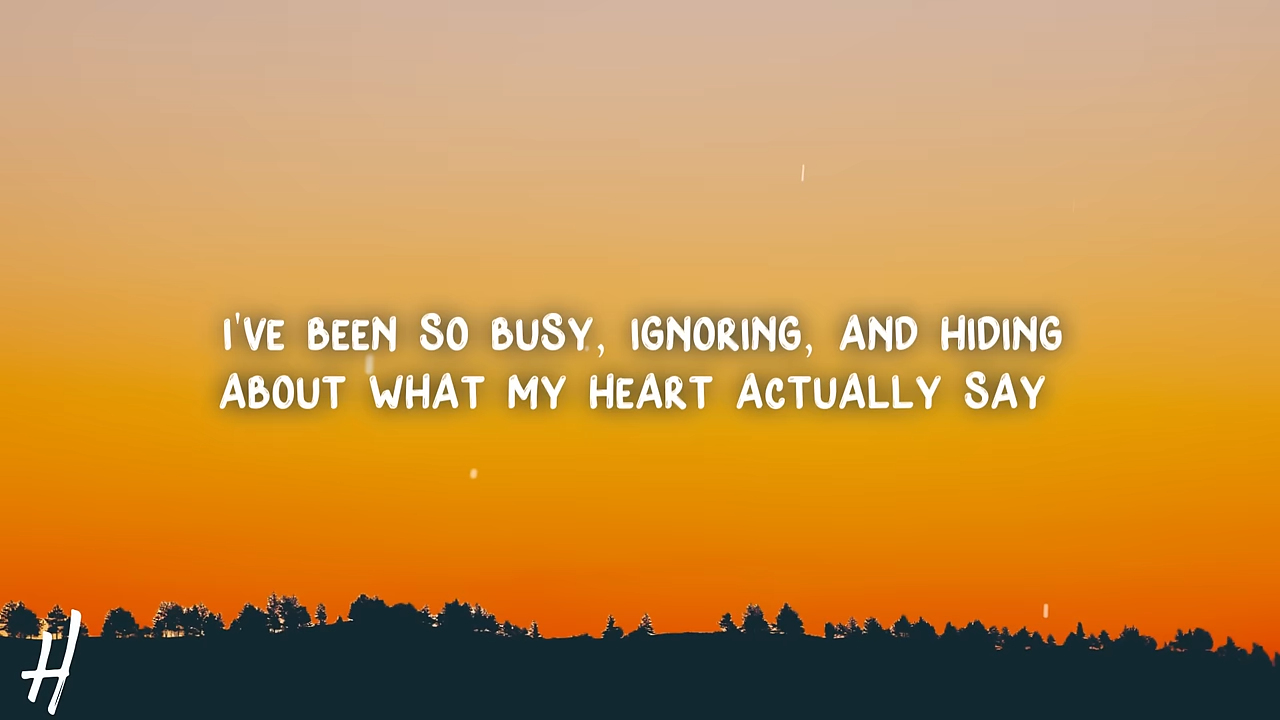 I'VE BEEN SO BUSY, IGNORING, AND HIDING
ABOUT WHAT MY HEART ACTUALLY SAY
H